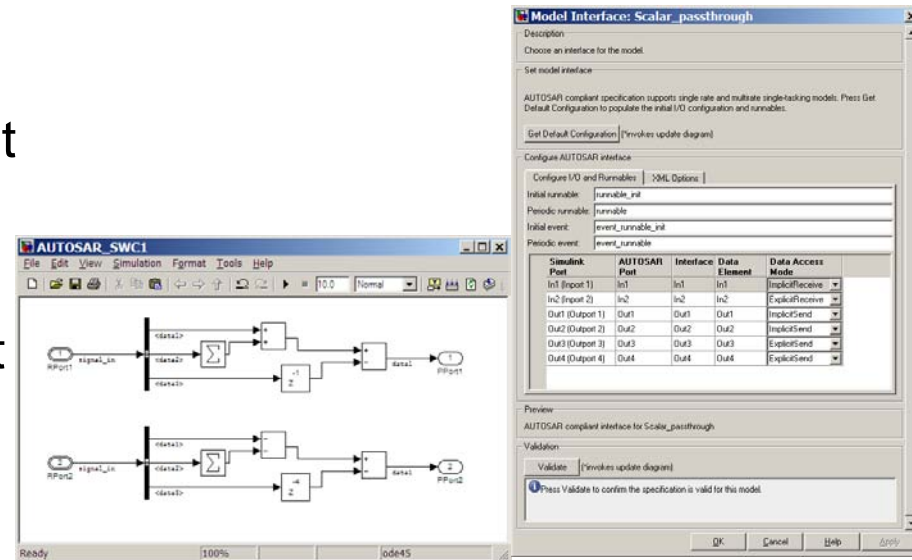 t
t
AUTOSAR_SWC1
File Edit View Simulation Format Tools Help
10.0 Normal
1
RPort1
signal_in
<data1>
<data2>
<data3>
Σ
+
+
-1
z
+
-
data1
1
PPort1
2
RPort2
signal_in
<data1>
<data2>
<data3>
Σ
-
-
-4
z
+
-
data1
2
PPort2
Ready 100% ode45
Model Interface: Scalar_passthrough
Description
Choose an interface for the model.
Set model interface
AUTOSAR compliant specification supports single rate and multirate single-tasking models. Press Get
Default Configuration to populate the initial I/O configuration and runnables.
Get Default Configuration (*invokes update diagram)
Configure AUTOSAR interface
Configure I/O and Runnables XML Options
Initial runnable: runnable_init
Periodic runnable: runnable
Initial event: event_runnable_init
Periodic event: event_runnable
Simulink Port AUTOSAR Port Interface Data Element Data Access Mode
In1 (Inport 1) In1 In1 In1 ImplicitReceive
In2 (Inport 2) In2 In2 In2 ExplicitReceive
Out1 (Outport 1) Out1 Out1 Out1 ImplicitSend
Out2 (Outport 2) Out2 Out2 Out2 ImplicitSend
Out3 (Outport 3) Out3 Out3 Out3 ExplicitSend
Out4 (Outport 4) Out4 Out4 Out4 ExplicitSend
Preview
AUTOSAR compliant interface for Scalar_passthrough
Validation
Validate (*invokes update diagram)
Press Validate to confirm the specification is valid for this model.
OK Cancel Help Apply